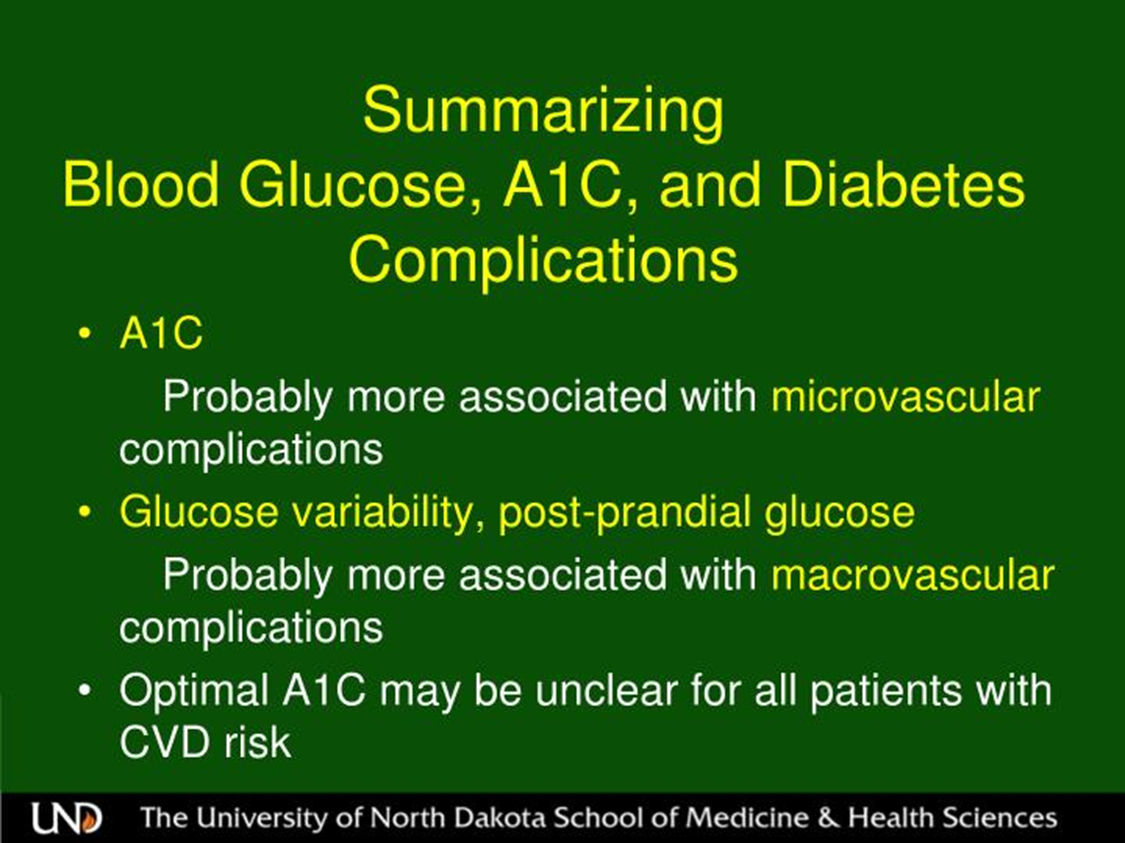 Summarizing
Blood Glucose, A1C, and Diabetes
Complications
• A1C
Probably more associated with microvascular
complications
• Glucose variability, post-prandial glucose
Probably more associated with macrovascular
complications
• Optimal A1C may be unclear for all patients with
CVD risk
UND The University of North Dakota School of Medicine & Health Sciences